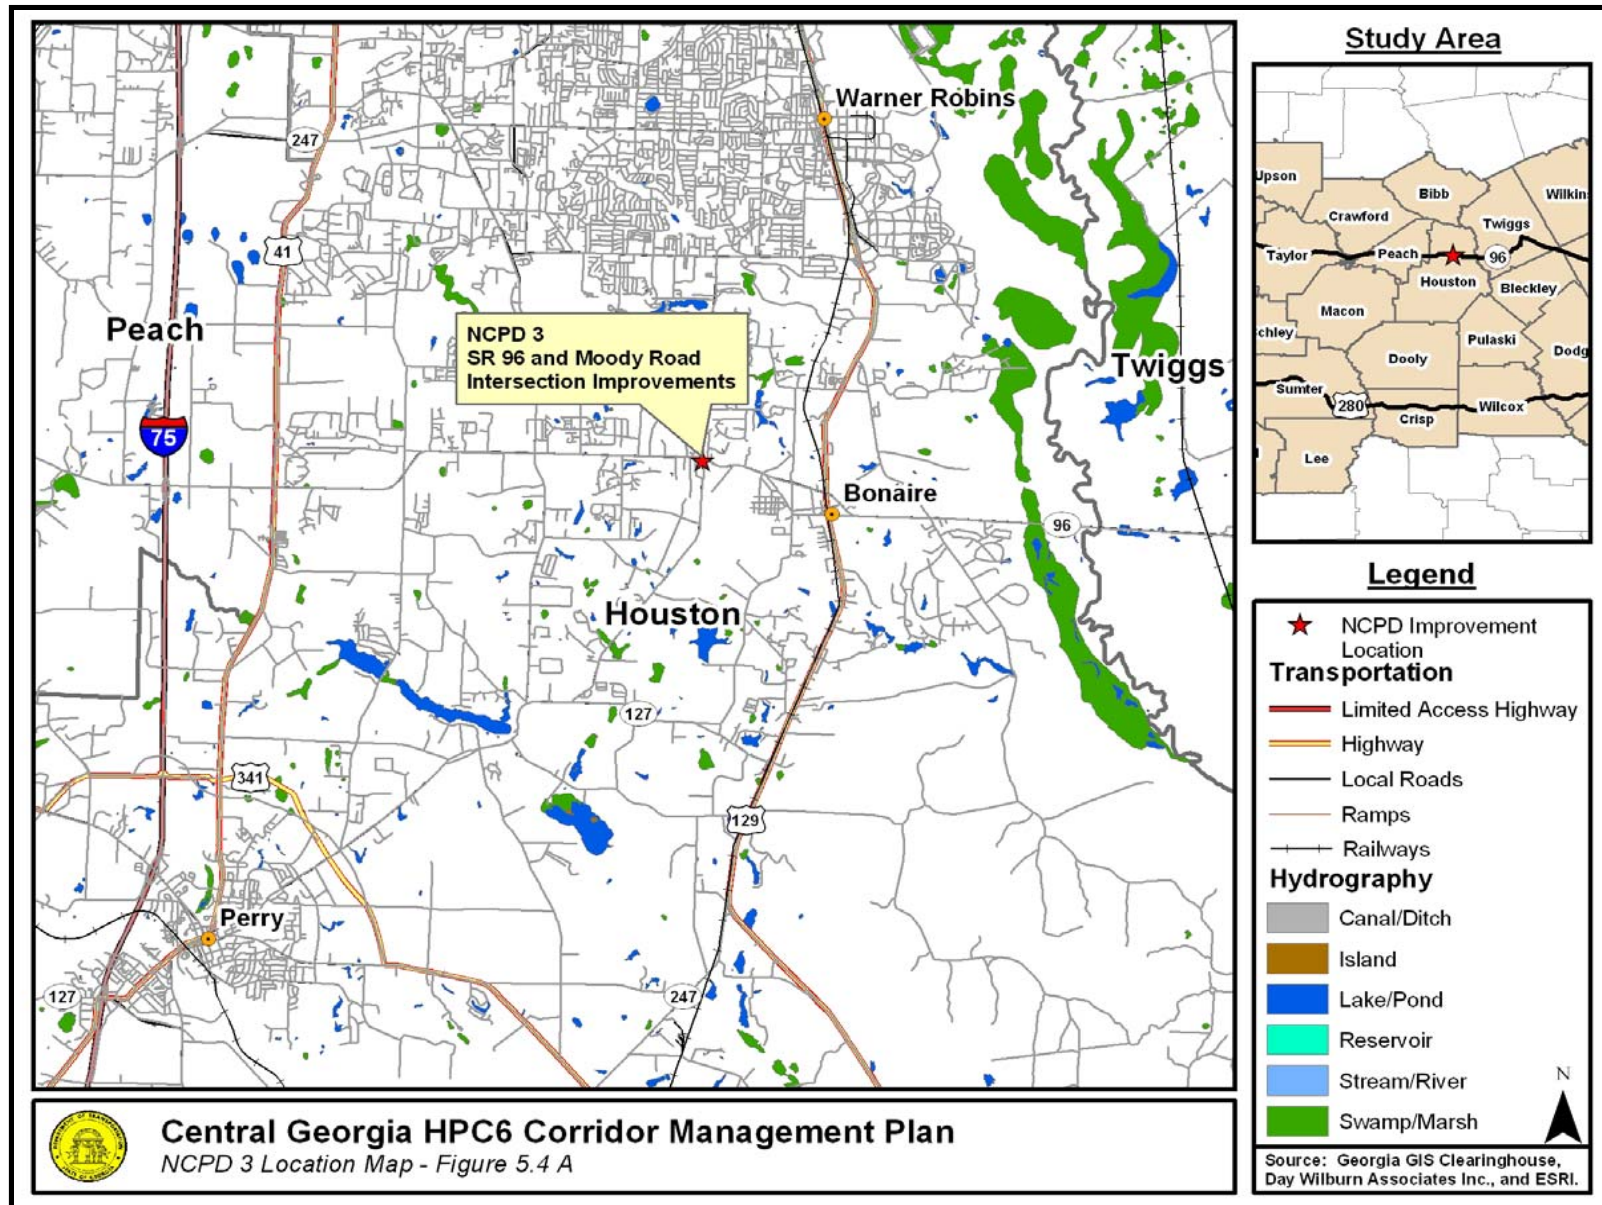 Warner Robins
247
41
Peach
NCPD 3
SR 96 and Moody Road
Intersection Improvements
Twiggs
75
Bonaire
96
Houston
127
341
129
Perry
127
247
Central Georgia HPC6 Corridor Management Plan
NCPD 3 Location Map - Figure 5.4 A
Study Area
Upson
Bibb
Wilkin
Crawford
Twiggs
Taylor
Peach
96
Houston
Bleckley
Macon
chley
Pulaski
Dooly
Dodg
Sumter
280
Wilcox
Crisp
Lee
Legend
NCPD Improvement
Location
Transportation
Limited Access Highway
Highway
Local Roads
Ramps
Railways
Hydrography
Canal/Ditch
Island
Lake/Pond
Reservoir
Stream/River
Swamp/Marsh
N
Source: Georgia GIS Clearinghouse,
Day Wilburn Associates Inc., and ESRI.